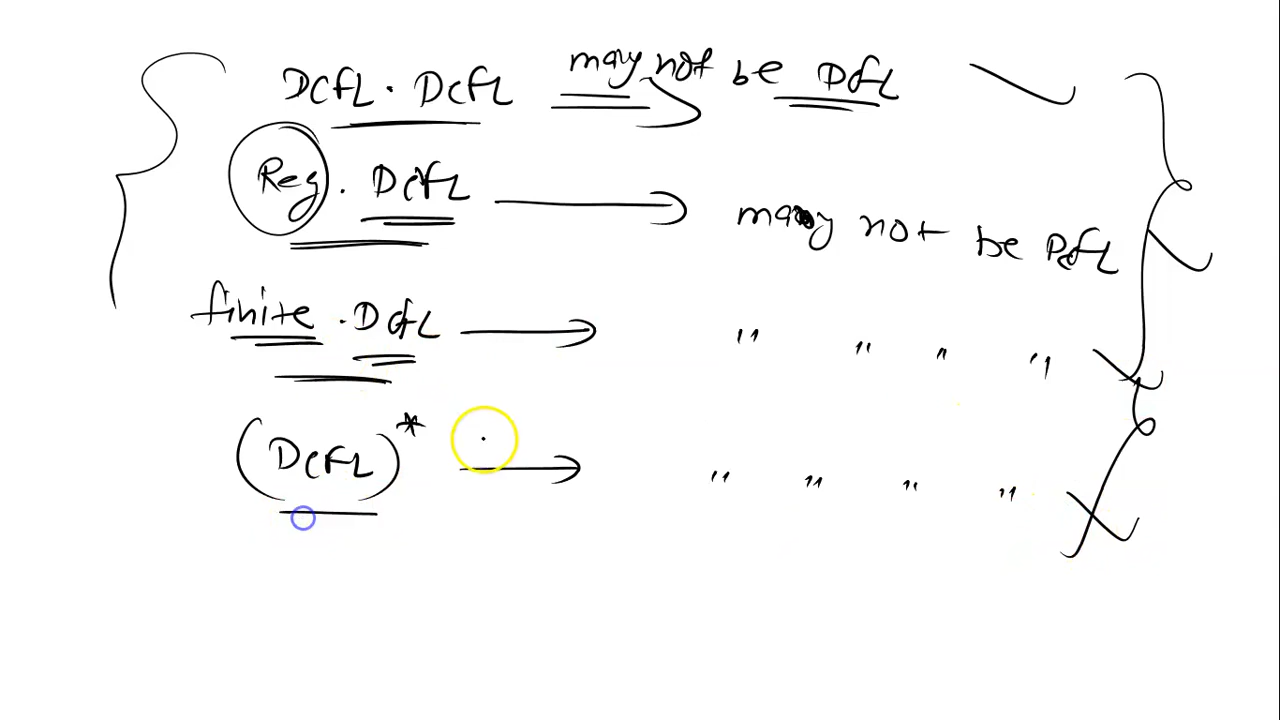 DCFL . DCFL may not be DCFL
Reg . DCFL → may not be DCFL
finite . DCFL → " " " "
(DCFL)* → " " " "